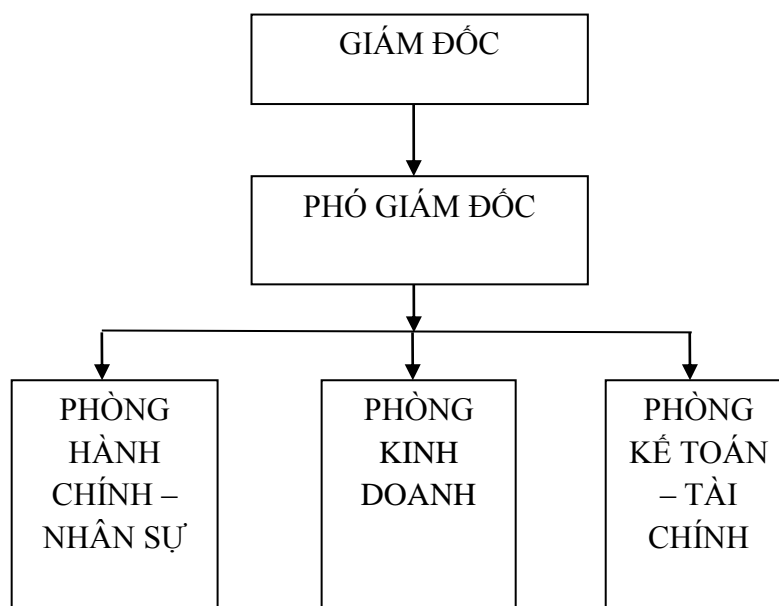 GIÁM ĐỐC
PHÓ GIÁM ĐỐC
PHÒNG
HÀNH
CHÍNH –
NHÂN SỰ
PHÒNG
KINH
DOANH
PHÒNG
KẾ TOÁN
– TÀI
CHÍNH